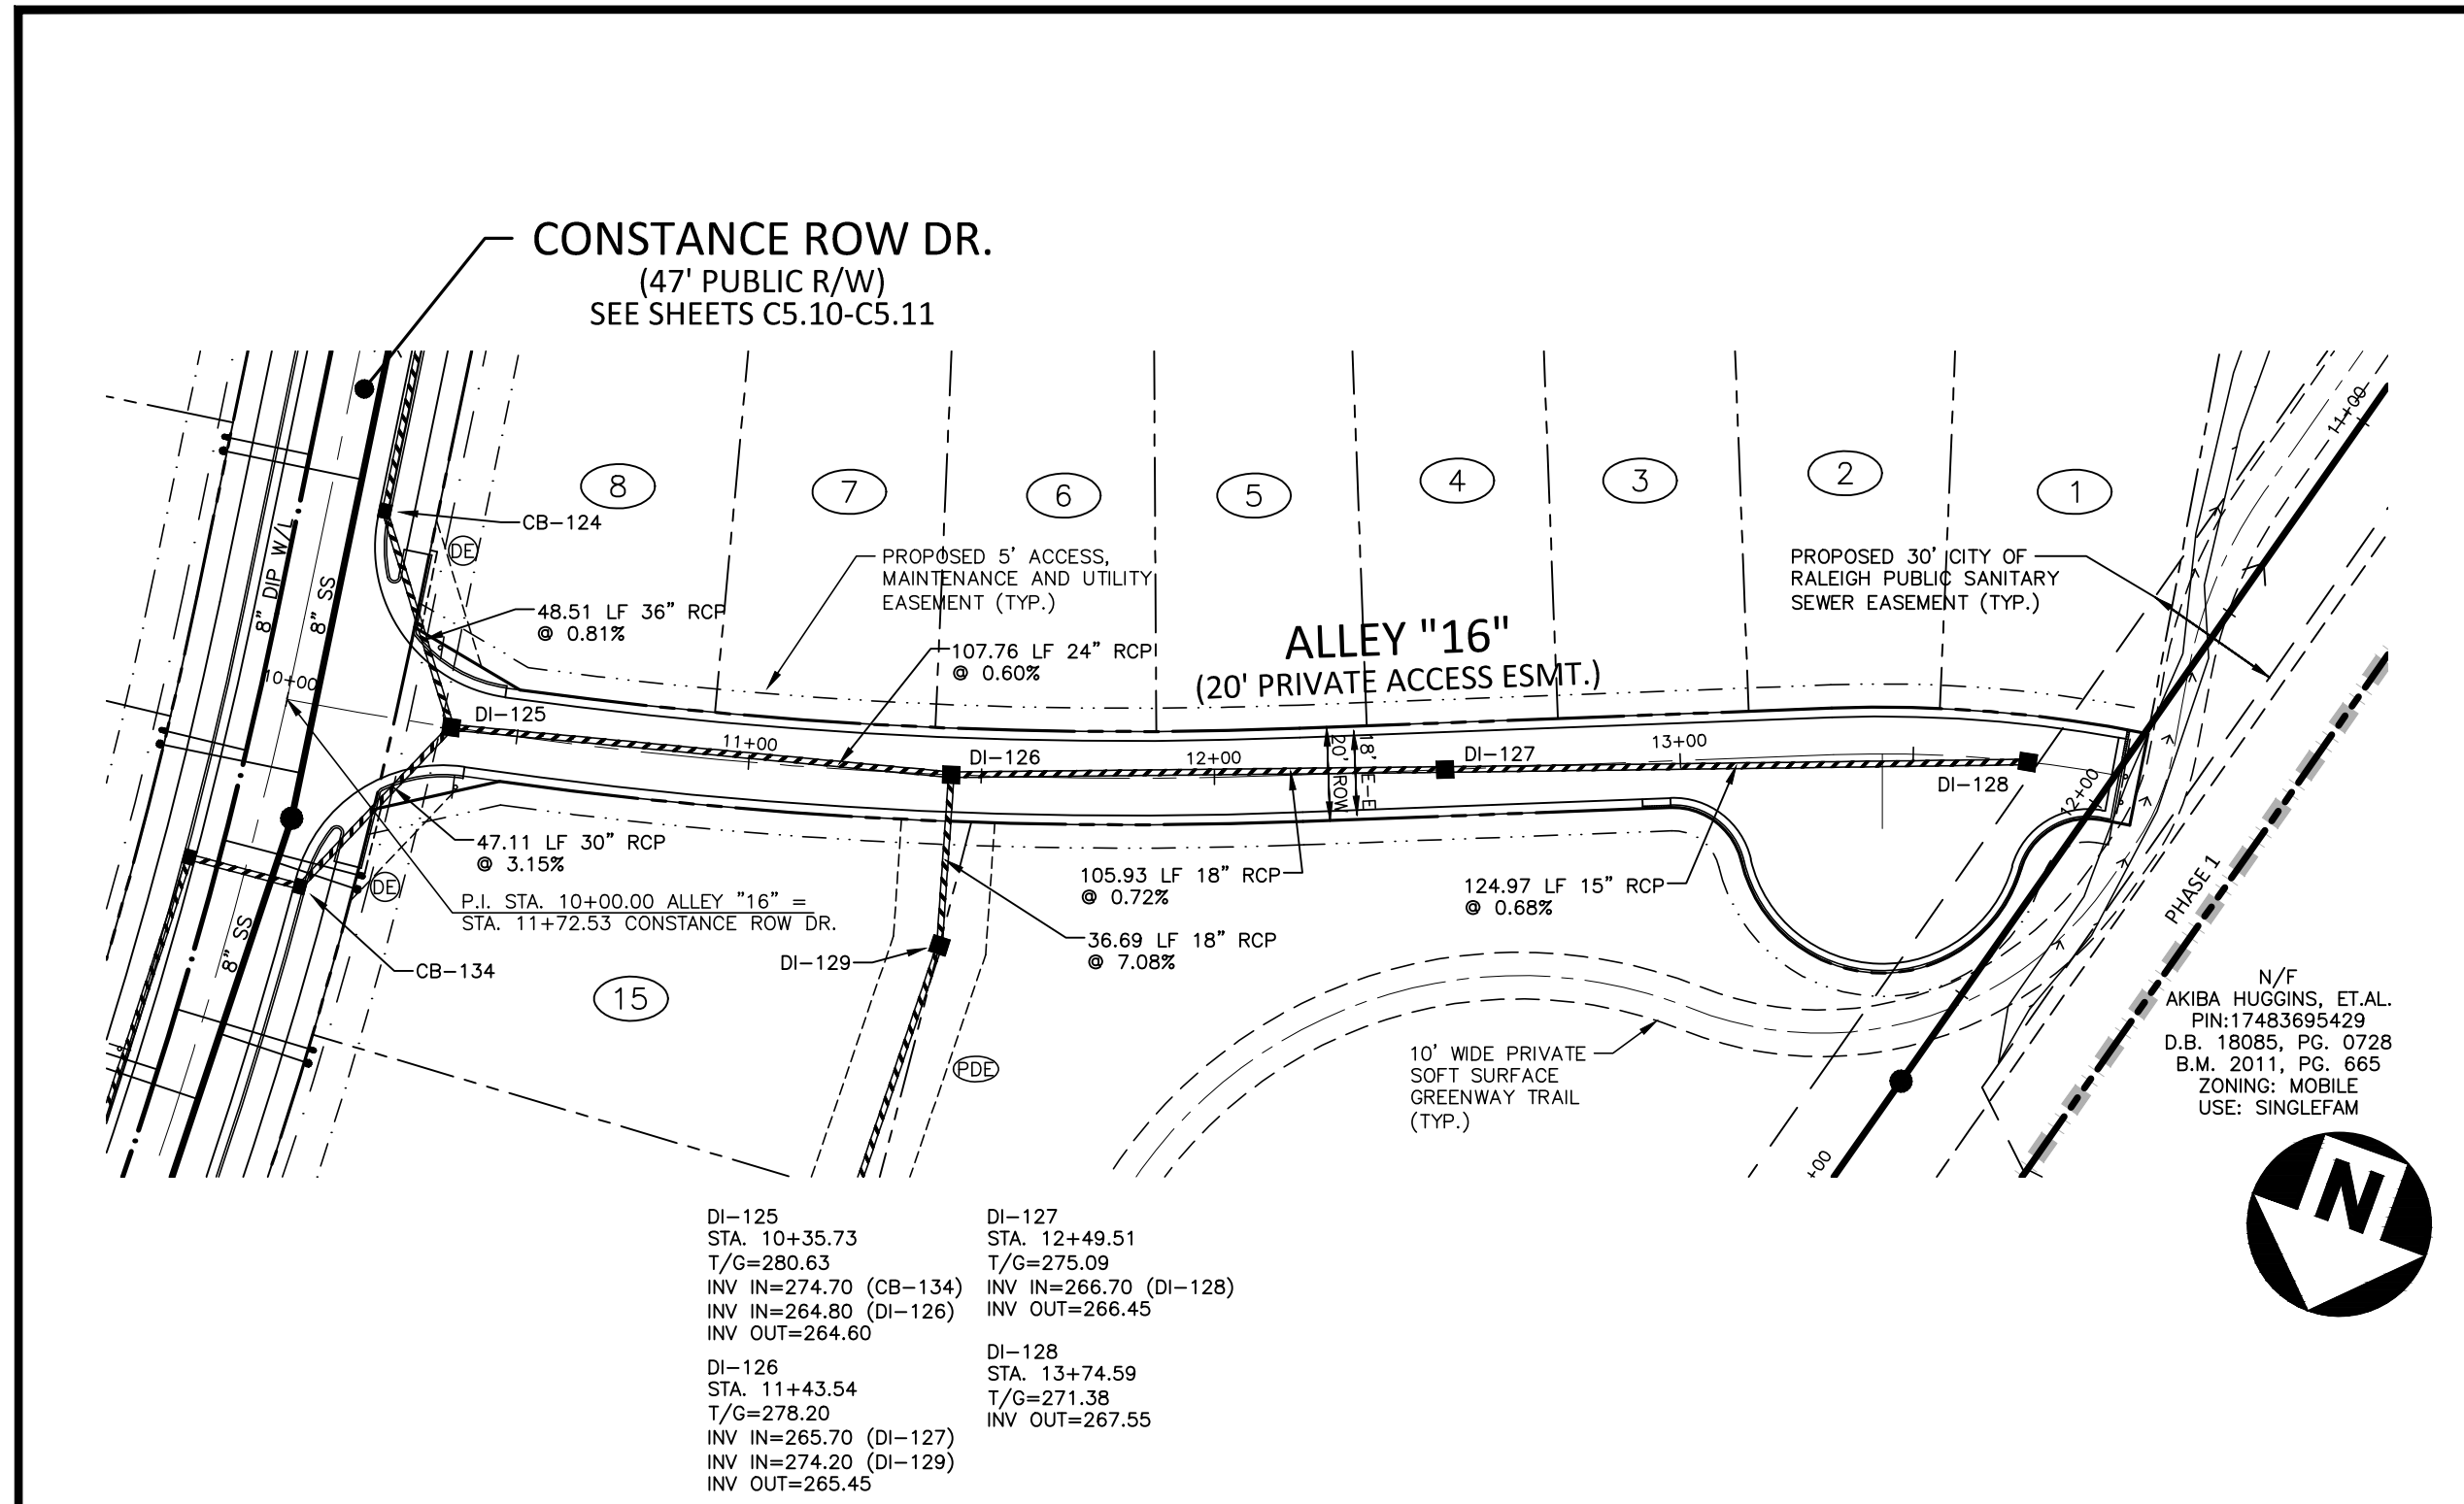 CONSTANCE ROW DR.
(47' PUBLIC R/W)
SEE SHEETS C5.10-C5.11
8" DIP W/L
8" SS
8" SS
10+00
CB-124
DE
48.51 LF 36" RCP
@ 0.81%
8
7
6
5
4
3
2
1
PROPOSED 5' ACCESS,
MAINTENANCE AND UTILITY
EASEMENT (TYP.)
107.76 LF 24" RCP
@ 0.60%
ALLEY "16"
(20' PRIVATE ACCESS ESMT.)
PROPOSED 30' CITY OF
RALEIGH PUBLIC SANITARY
SEWER EASEMENT (TYP.)
11+00
DI-125
11+00
DI-126
12+00
20' ROW
18' E-E
DI-127
13+00
DI-128
12+00
47.11 LF 30" RCP
@ 3.15%
DE
P.I. STA. 10+00.00 ALLEY "16" =
STA. 11+72.53 CONSTANCE ROW DR.
CB-134
15
DI-129
105.93 LF 18" RCP
@ 0.72%
36.69 LF 18" RCP
@ 7.08%
124.97 LF 15" RCP
@ 0.68%
PDE
10' WIDE PRIVATE
SOFT SURFACE
GREENWAY TRAIL
(TYP.)
PHASE 1
+00
N/F
AKIBA HUGGINS, ET.AL.
PIN:17483695429
D.B. 18085, PG. 0728
B.M. 2011, PG. 665
ZONING: MOBILE
USE: SINGLEFAM
N
DI-125
STA. 10+35.73
T/G=280.63
INV IN=274.70 (CB-134)
INV IN=264.80 (DI-126)
INV OUT=264.60
DI-126
STA. 11+43.54
T/G=278.20
INV IN=265.70 (DI-127)
INV IN=274.20 (DI-129)
INV OUT=265.45
DI-127
STA. 12+49.51
T/G=275.09
INV IN=266.70 (DI-128)
INV OUT=266.45
DI-128
STA. 13+74.59
T/G=271.38
INV OUT=267.55